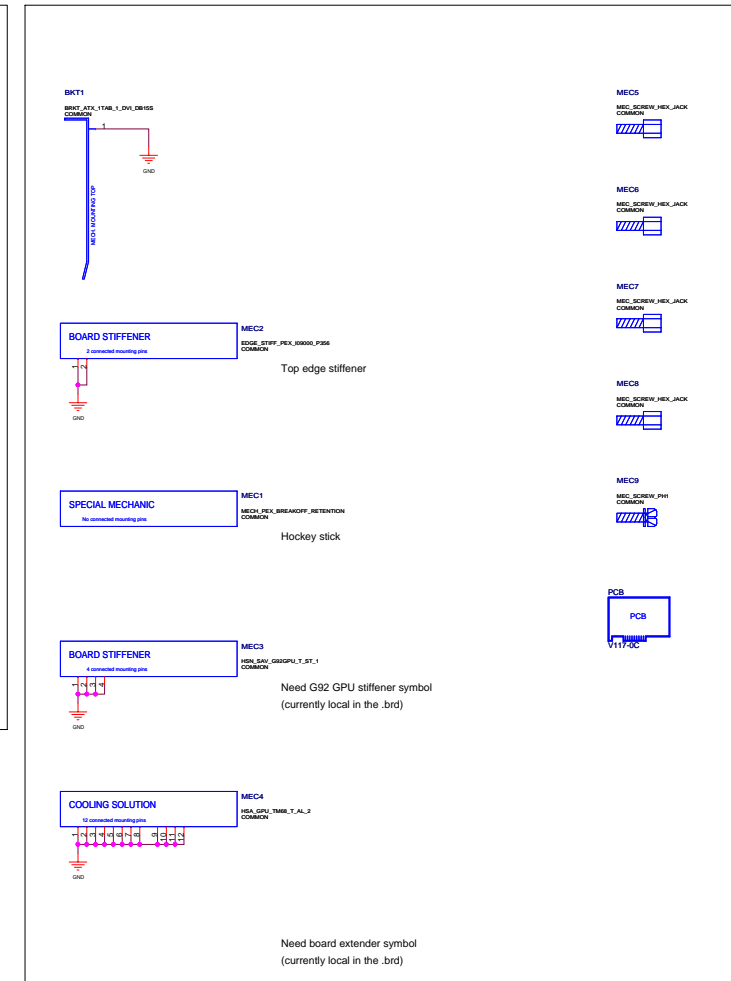 BKT1
BRKT_ATX_1TAB_1_DVI_DB15S
COMMON
1
GND
MECH. MOUNTING TOP
BOARD STIFFENER
2 connected mounting pins
MEC2
EDGE_STIFF_PEX_I09000_P356
COMMON
Top edge stiffener
1
2
GND
SPECIAL MECHANIC
No connected mounting pins
MEC1
MECH_PEX_BREAKOFF_RETENTION
COMMON
Hockey stick
BOARD STIFFENER
4 connected mounting pins
MEC3
HSN_SAV_G92GPU_T_ST_1
COMMON
Need G92 GPU stiffener symbol
(currently local in the .brd)
1
2
3
4
GND
COOLING SOLUTION
12 connected mounting pins
MEC4
HSA_GPU_TM68_T_AL_2
COMMON
1
2
3
4
5
6
7
8
9
10
11
12
GND
Need board extender symbol
(currently local in the .brd)
MEC5
MEC_SCREW_HEX_JACK
COMMON
MEC6
MEC_SCREW_HEX_JACK
COMMON
MEC7
MEC_SCREW_HEX_JACK
COMMON
MEC8
MEC_SCREW_HEX_JACK
COMMON
MEC9
MEC_SCREW_PH1
COMMON
PCB
PCB
V117-0C